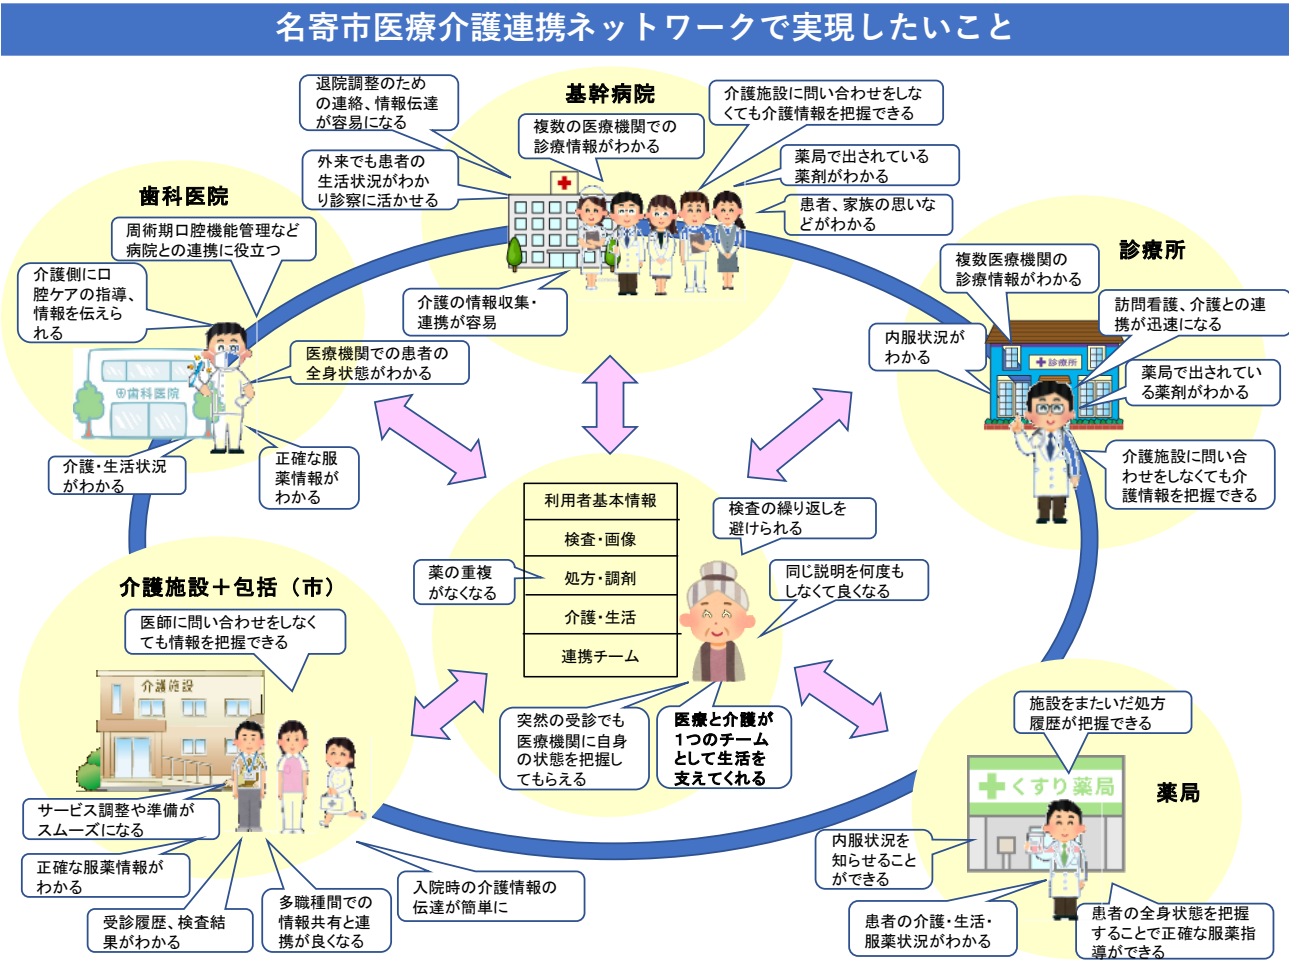 名寄市医療介護連携ネットワークで実現したいこと
基幹病院
退院調整のため
の連絡、情報伝達
が容易になる
複数の医療機関での
診療情報がわかる
介護施設に問い合わせをしな
くても介護情報を把握できる
外来でも患者の
生活状況がわか
り診察に活かせる
薬局で出されている
薬剤がわかる
患者、家族の思いな
どがわかる
介護の情報収集・
連携が容易
歯科医院
周術期口腔機能管理など
病院との連携に役立つ
介護側に口
腔ケアの指導、
情報を伝えら
れる
医療機関での患者の
全身状態がわかる
歯科医院
介護・生活状況
がわかる
正確な服
薬情報が
わかる
診療所
複数医療機関の
診療情報がわかる
訪問看護、介護との連
携が迅速になる
内服状況が
わかる
診療所
薬局で出されてい
る薬剤がわかる
介護施設に問い合
わせをしなくても介
護情報を把握できる
利用者基本情報
検査・画像
処方・調剤
介護・生活
連携チーム
検査の繰り返しを
避けられる
薬の重複
がなくなる
同じ説明を何度も
しなくて良くなる
突然の受診でも
医療機関に自身
の状態を把握し
てもらえる
医療と介護が
1つのチーム
として生活を
支えてくれる
介護施設＋包括（市）
医師に問い合わせをしなく
ても情報を把握できる
介護施設
サービス調整や準備が
スムーズになる
正確な服薬情報が
わかる
受診履歴、検査結
果がわかる
多職種間での
情報共有と連
携が良くなる
入院時の介護情報の
伝達が簡単に
薬局
施設をまたいだ処方
履歴が把握できる
くすり薬局
内服状況を
知らせること
ができる
患者の介護・生活・
服薬状況がわかる
患者の全身状態を把握
することで正確な服薬指
導ができる